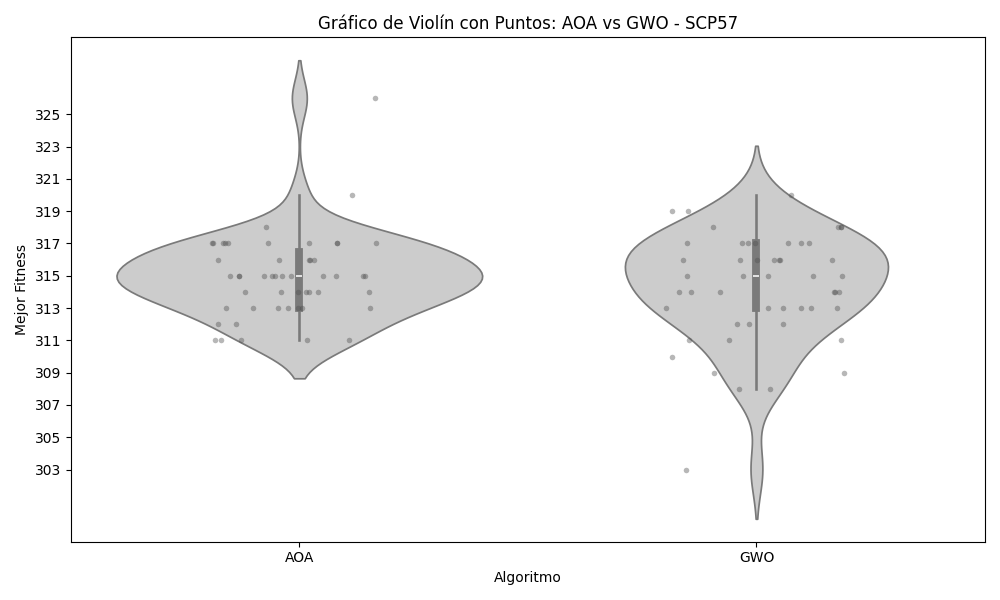 Gráfico de Violín con Puntos: AOA vs GWO - SCP57
Mejor Fitness
325
323
321
319
317
315
313
311
309
307
305
303
AOA
GWO
Algoritmo